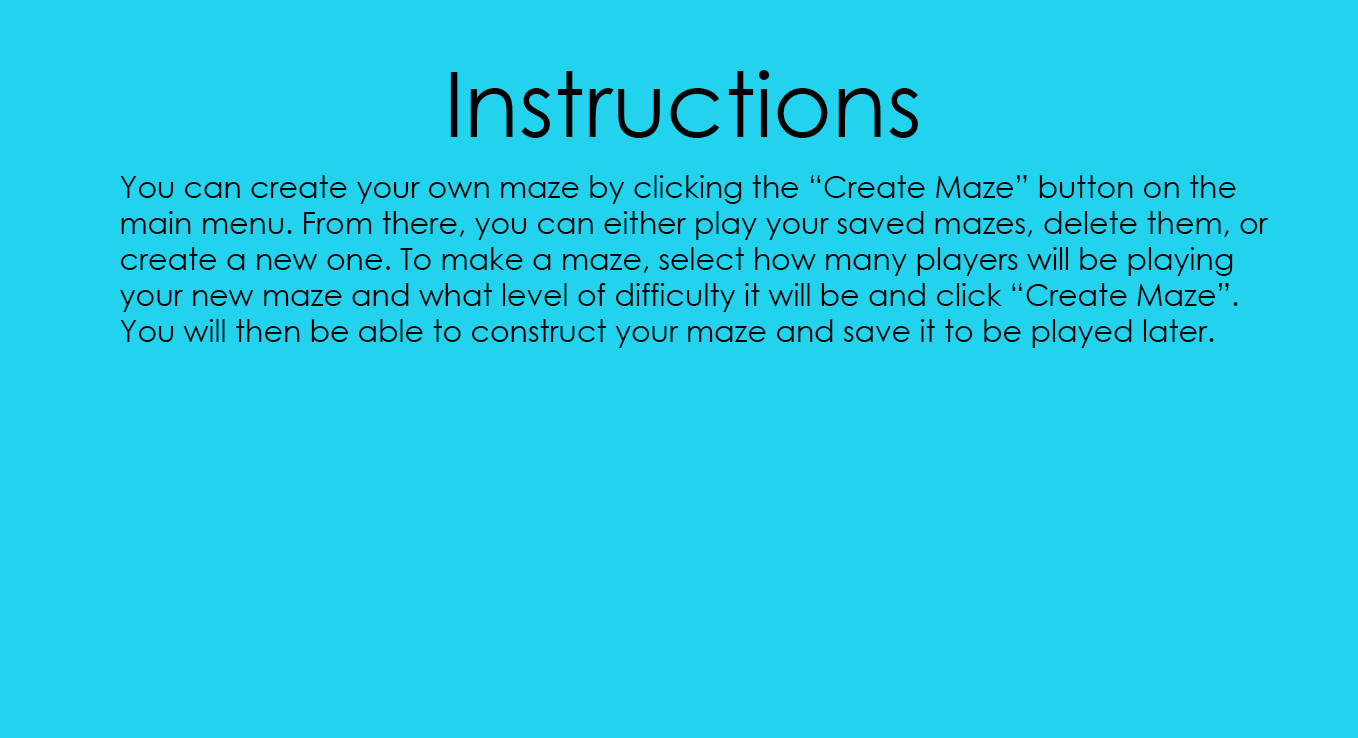 Instructions
You can create your own maze by clicking the “Create Maze” button on the
main menu. From there, you can either play your saved mazes, delete them, or
create a new one. To make a maze, select how many players will be playing
your new maze and what level of difficulty it will be and click “Create Maze”.
You will then be able to construct your maze and save it to be played later.